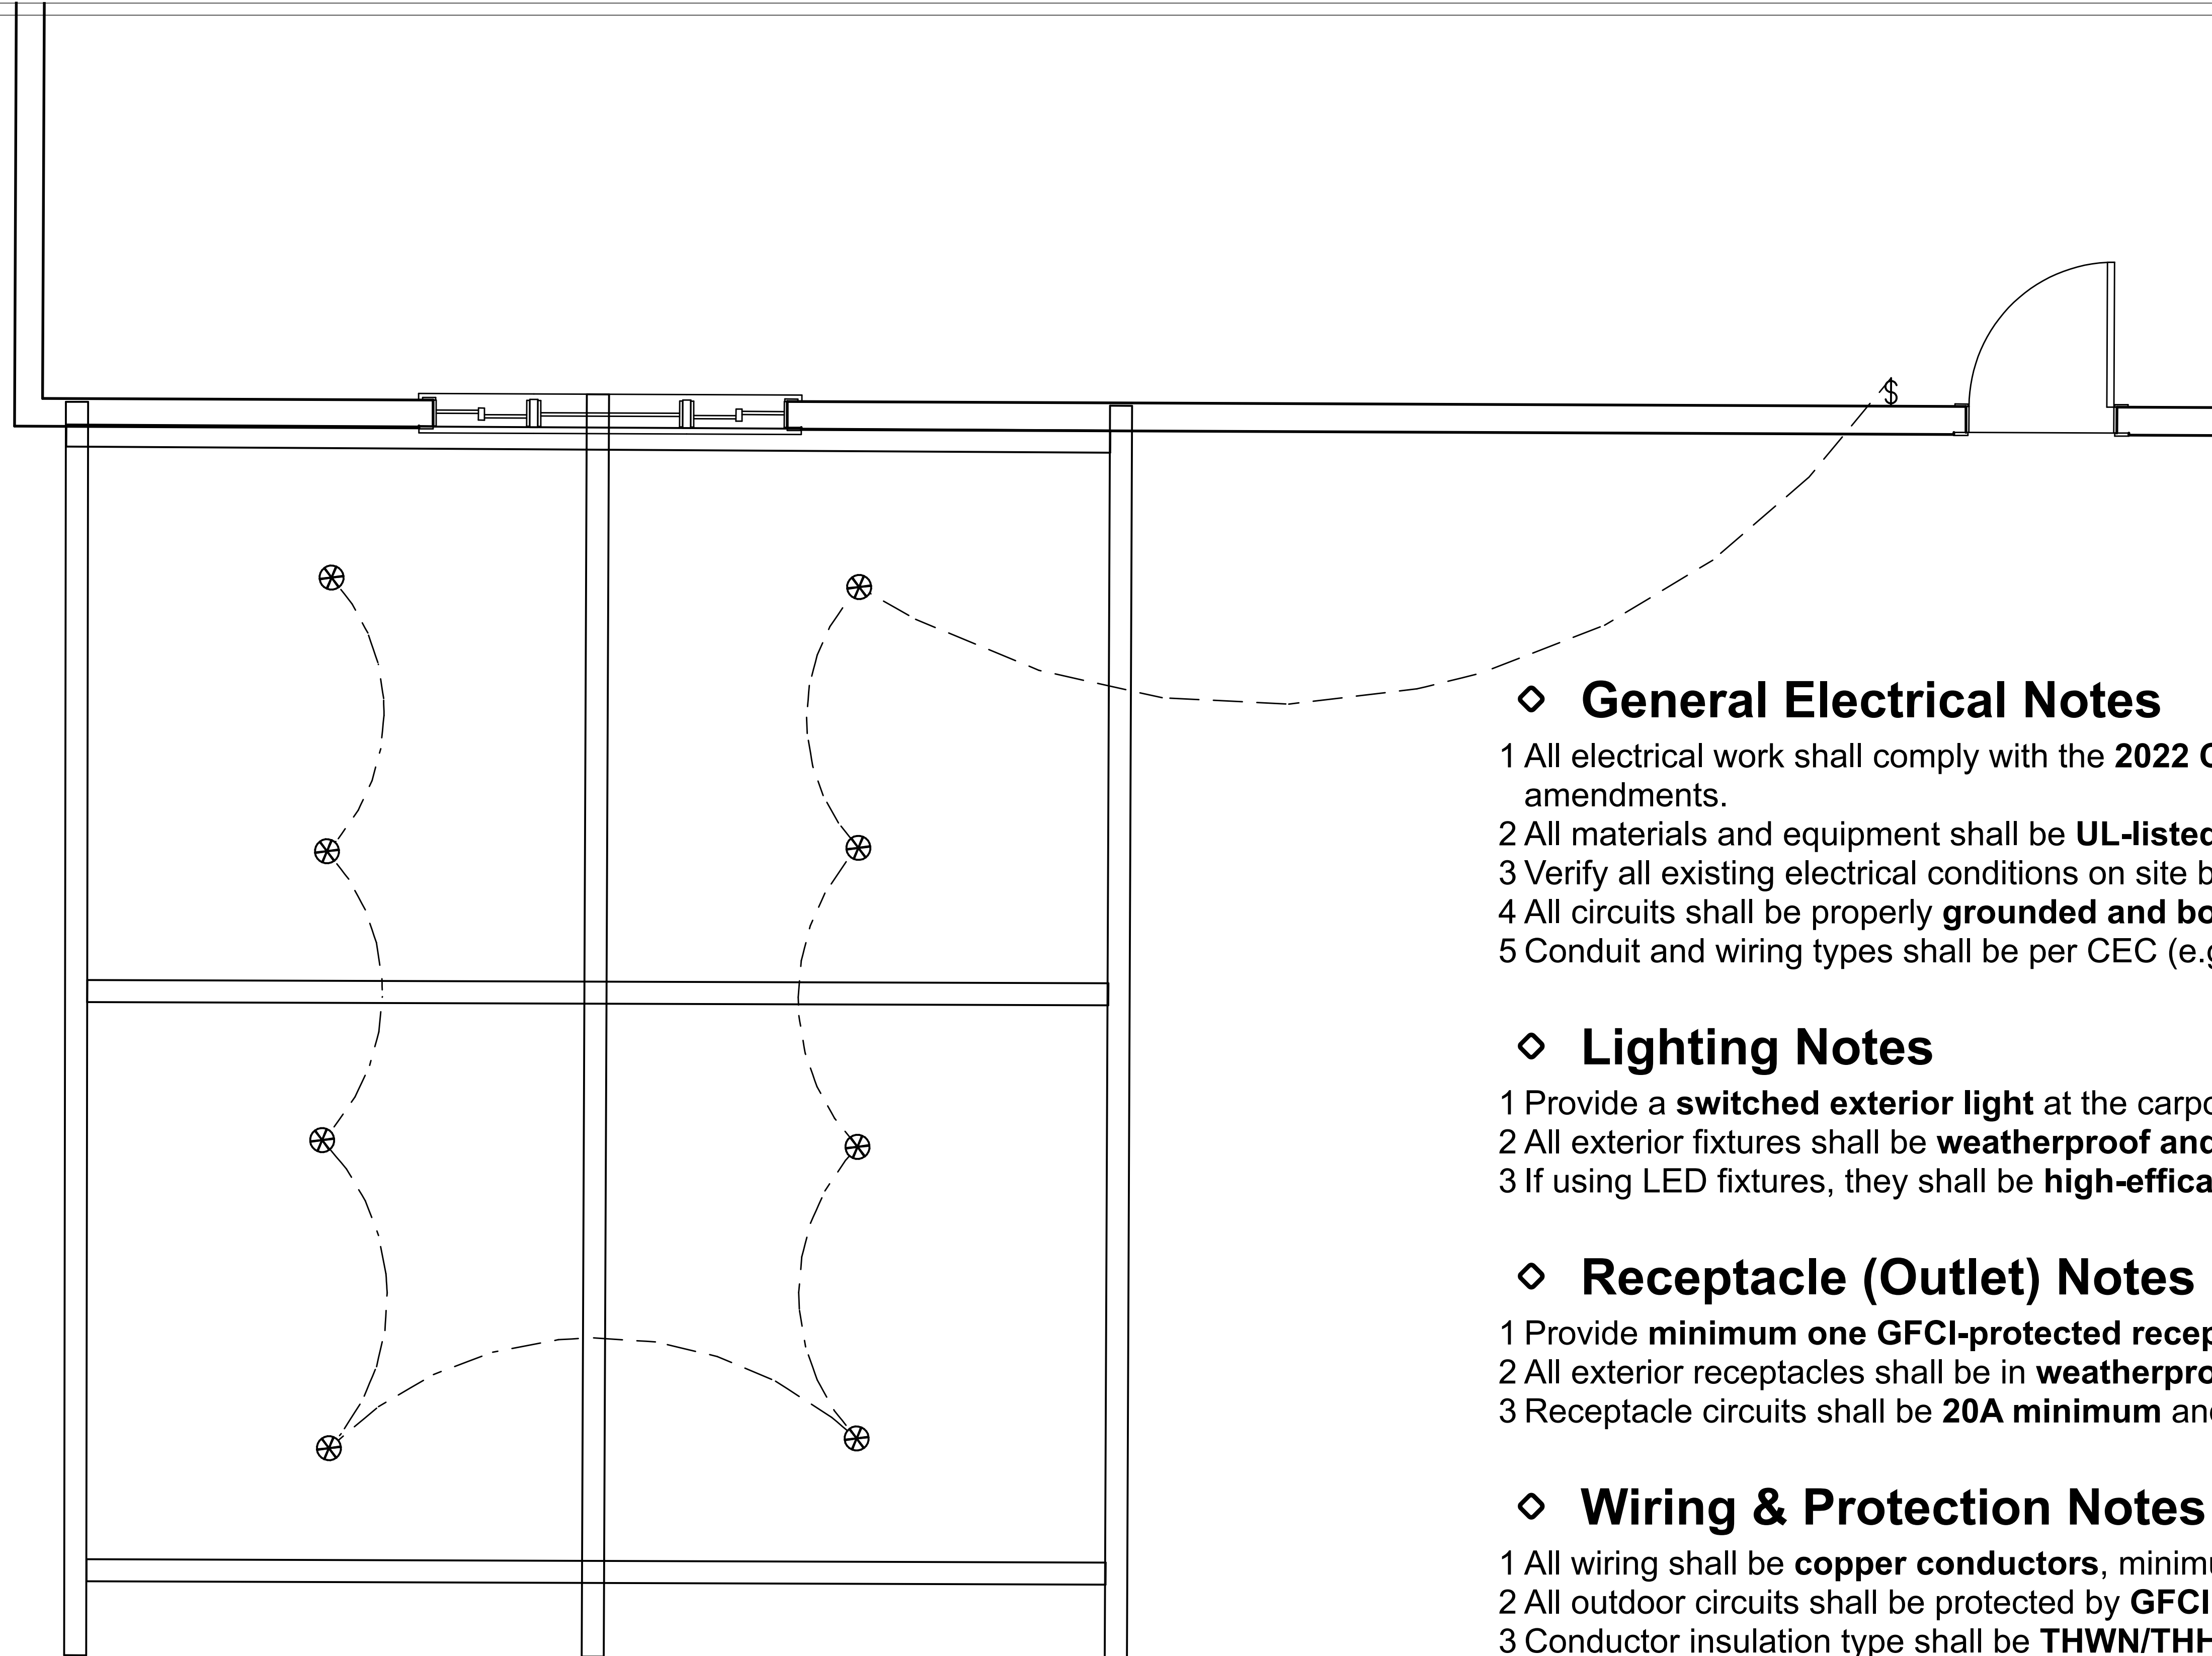 $
General Electrical Notes
1 All electrical work shall comply with the 2022
amendments.
2 All materials and equipment shall be UL-listed
3 Verify all existing electrical conditions on site
4 All circuits shall be properly grounded and
5 Conduit and wiring types shall be per CEC (e.g
Lighting Notes
1 Provide a switched exterior light at the
2 All exterior fixtures shall be weatherproof and
3 If using LED fixtures, they shall be
Receptacle (Outlet) Notes
1 Provide minimum one GFCI-protected
2 All exterior receptacles shall be in
3 Receptacle circuits shall be 20A minimum and
Wiring & Protection Notes
1 All wiring shall be copper conductors,
2 All outdoor circuits shall be protected by GFCI
3 Conductor insulation type shall be